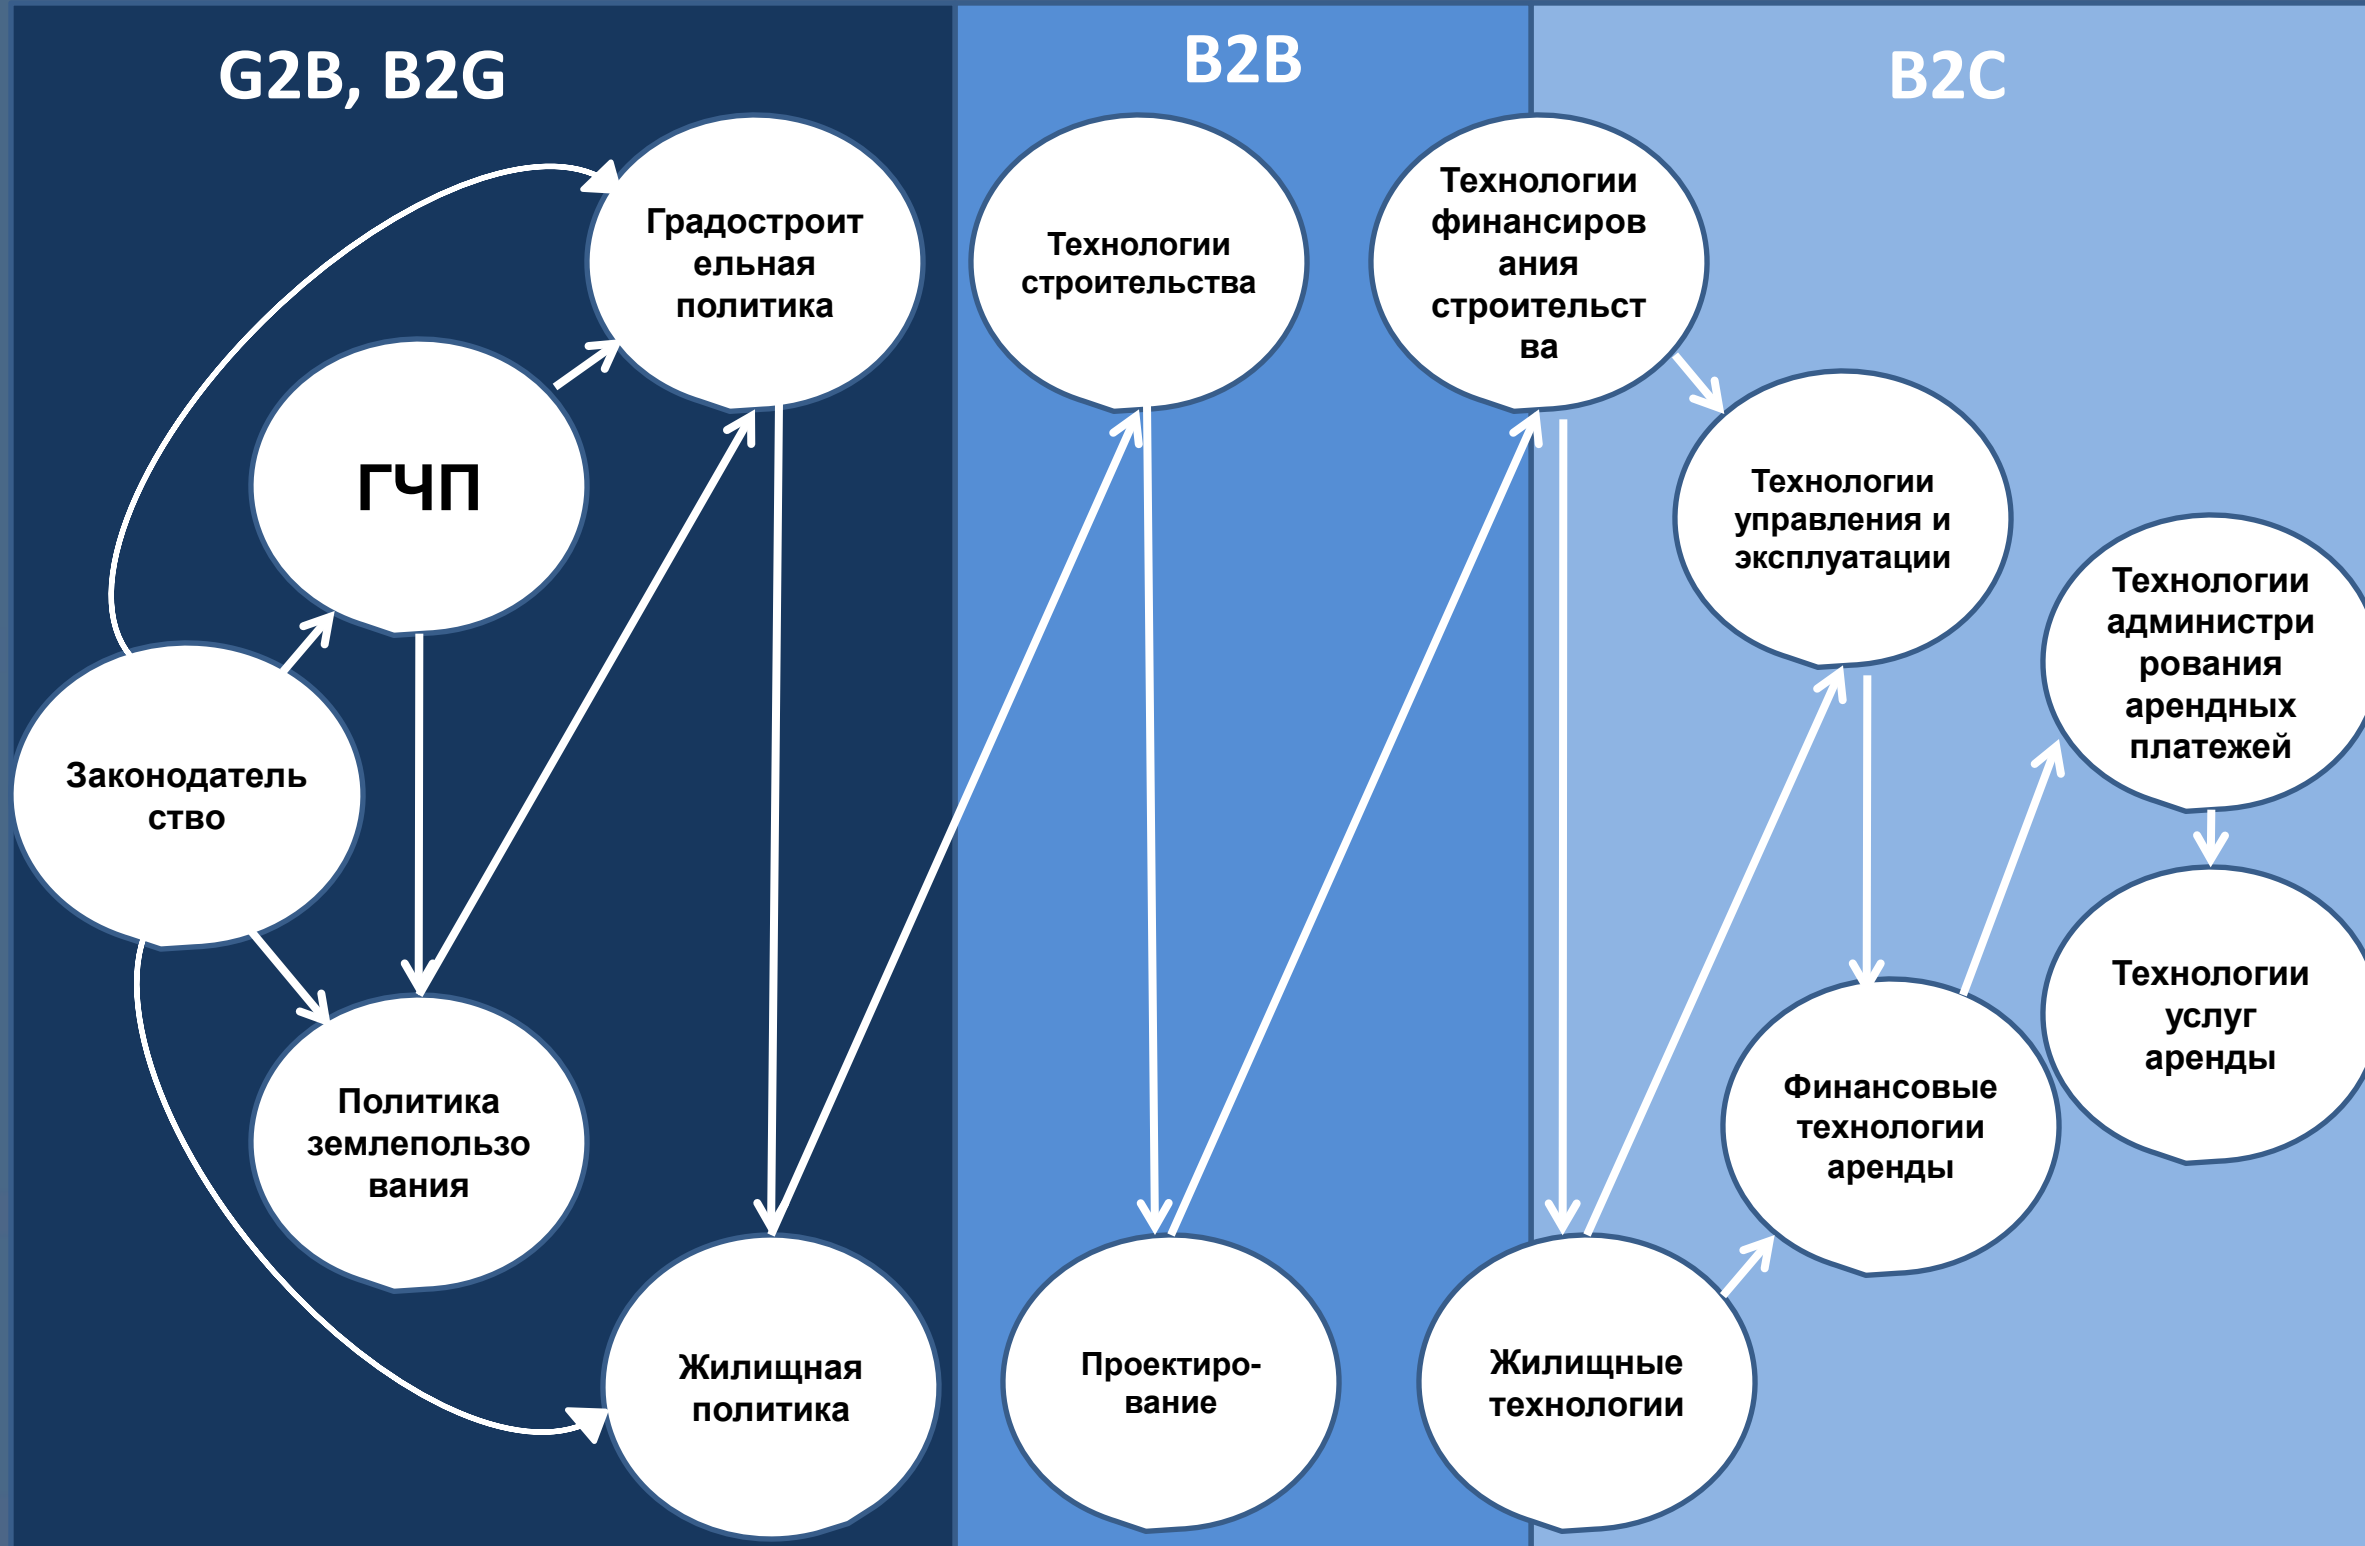 G2B, B2G
B2B
B2C
Градостроит
ельная
политика
Технологии
строительства
Технологии
финансиров
ания
строительст
ва
ГЧП
Технологии
управления и
эксплуатации
Технологии
администри
рования
арендных
платежей
Законодатель
ство
Технологии
услуг
аренды
Политика
землепользо
вания
Финансовые
технологии
аренды
Жилищная
политика
Проектиро-
вание
Жилищные
технологии